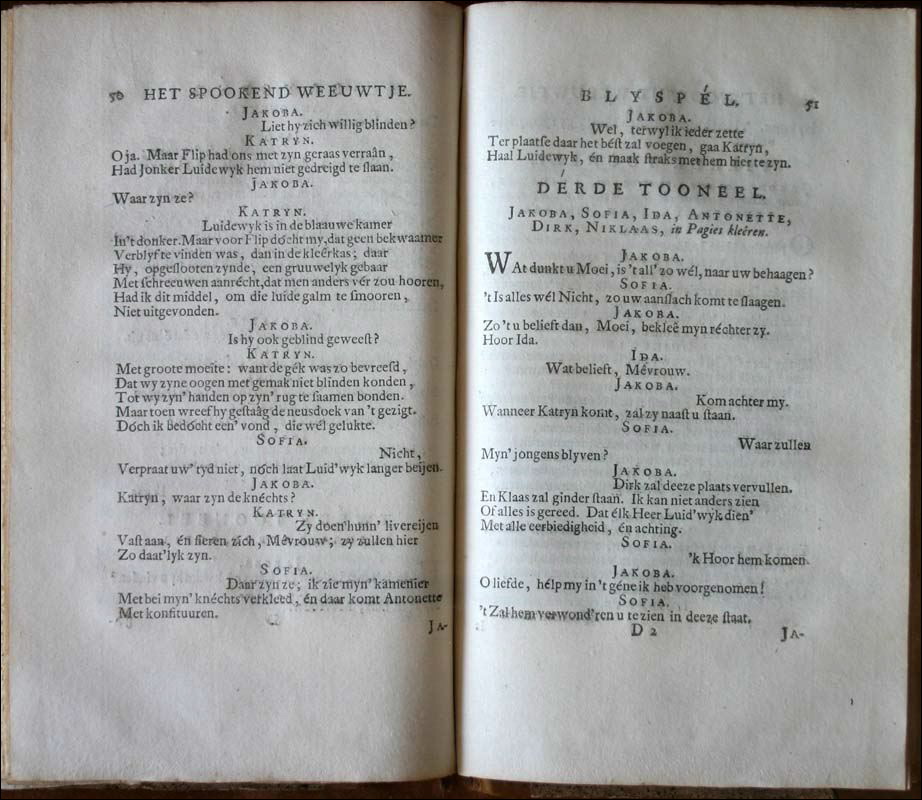 50 HET SPOOKEND WEEUWTJE.
JAKOBA.
Liet hy zich willig blinden?
KATRYN.
O ja. Maar Flip had ons met zyn geraas verraân,
Had Jonker Luidewyk hem niet gedreigd te slaan.
JAKOBA.
Waar zyn ze?
KATRYN.
Luidewyk is in de blaauwe kamer
In't donker. Maar voor Flip dócht my, dat geen bekwaamer
Verblyf te vinden was, dan in de kleêrkas; daar
Hy, opgeslooten zynde, een gruuwelyk gebaar
Met schreeuwen aanrécht, dat men anders vér zou hooren,
Had ik dit middel, om die luide galm te smooren,
Niet uitgevonden.
JAKOBA.
Is hy ook geblind geweest?
KATRYN.
Met groote moeite: want de gék was zo bevreesd,
Dat wy zyne oogen met gemak niet blinden konden,
Tot wy zyn' handen op zyn' rug te saamen bonden.
Maar toen wreef hy gestaâg de neusdoek van 't gezigt.
Dóch ik bedócht een' vond, die wél gelukte.
SOFIA.
Nicht,
Verpraat uw' tyd niet, nóch laat Luid'wyk langer beijen.
JAKOBA.
Katryn, waar zyn de knéchts?
KATRYN.
Zy doen hunn' livereijen
Vast aan, én sieren zich, Mévrouw; zy zullen hier
Zo daat'lyk zyn.
SOFIA.
Daar zyn ze; ik zie myn' kamenier
Met bei myn' knéchts verkleed, én daar komt Antonette
Met konfituuren.
JA-
BLYSPÉL. 51
JAKOBA.
Wel, terwyl ik ieder zette
Ter plaatse daar het bést zal voegen, gaa Katryn,
Haal Luidewyk, én maak straks met hem hier te zyn.
DERDE TOONEEL.
JAKOBA, SOFIA, IDA, ANTONETTE,
DIRK, NIKLAAS, in Pagies kleêren.
JAKOBA.
WAt dunkt u Moei, is 't all' zo wél, naar uw behaagen?
SOFIA.
't Is alles wél Nicht, zo uw aanslach komt te slaagen.
JAKOBA.
Zo 't u belieft dan, Moei, bekleê myn réchter zy.
Hoor Ida.
IDA.
Wat belieft, Mévrouw.
JAKOBA.
Kom achter my.
Wanneer Katryn komt, zal zy naast u staan.
SOFIA.
Waar zullen
Myn' jongens blyven?
JAKOBA.
Dirk zal deeze plaats vervullen.
En Klaas zal ginder staan. Ik kan niet anders zien
Of alles is gereed. Dat élk Heer Luid'wyk dien'
Met alle eerbiedigheid, én achting.
SOFIA.
'k Hoor hem komen.
JAKOBA.
O liefde, hélp my in 't géne ik heb voorgenomen!
SOFIA.
't Zal hem verwond'ren u te zien in deeze staat.
D 2 JA-